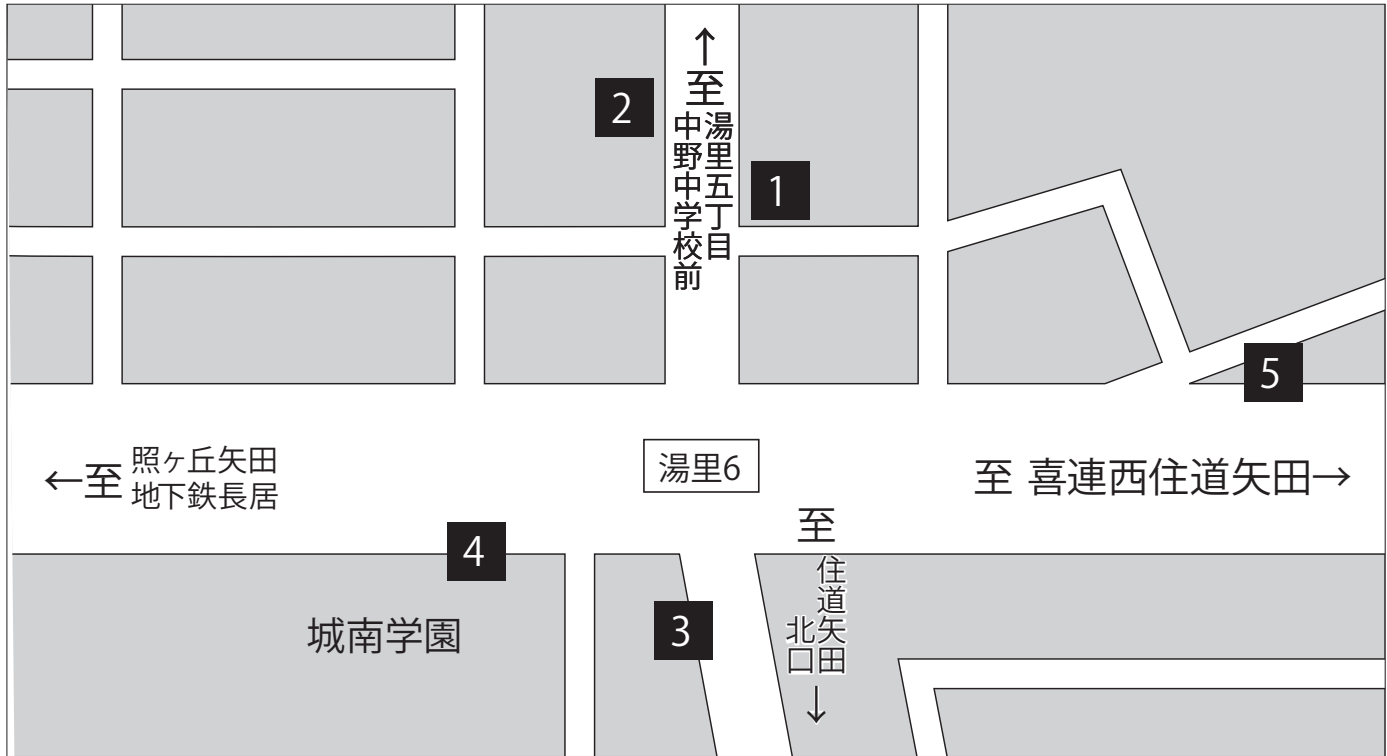 ↑
至
湯里五丁目
中野中学校前
2
1
5
←至
照ヶ丘矢田
地下鉄長居
湯里6
至 喜連西住道矢田→
4
至
住道矢田
北口
↓
3
城南学園